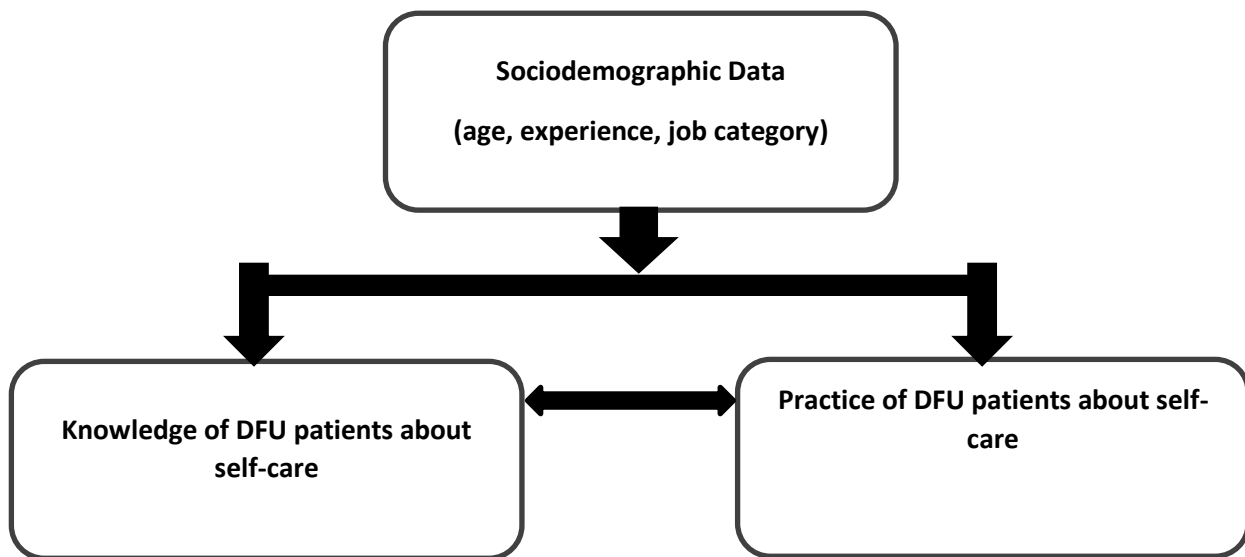 Sociodemographic Data
(age, experience, job category)
Knowledge of DFU patients about
self-care
Practice of DFU patients about self-
care